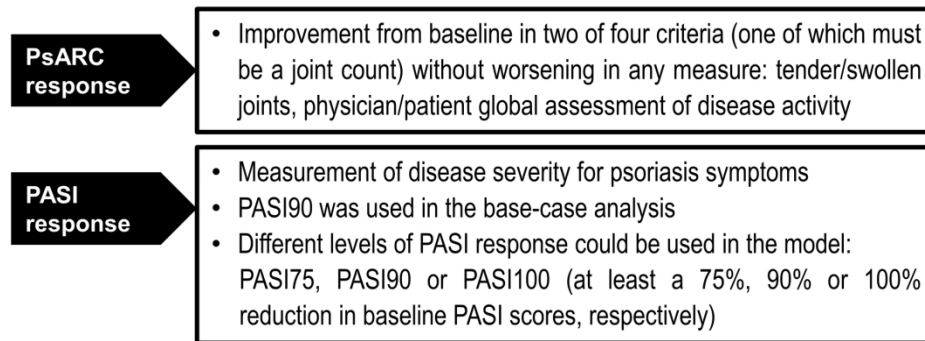 PsARC
response
• Improvement from baseline in two of four criteria (one of which must
be a joint count) without worsening in any measure: tender/swollen
joints, physician/patient global assessment of disease activity
PASI
response
• Measurement of disease severity for psoriasis symptoms
• PASI90 was used in the base-case analysis
• Different levels of PASI response could be used in the model:
PASI75, PASI90 or PASI100 (at least a 75%, 90% or 100%
reduction in baseline PASI scores, respectively)